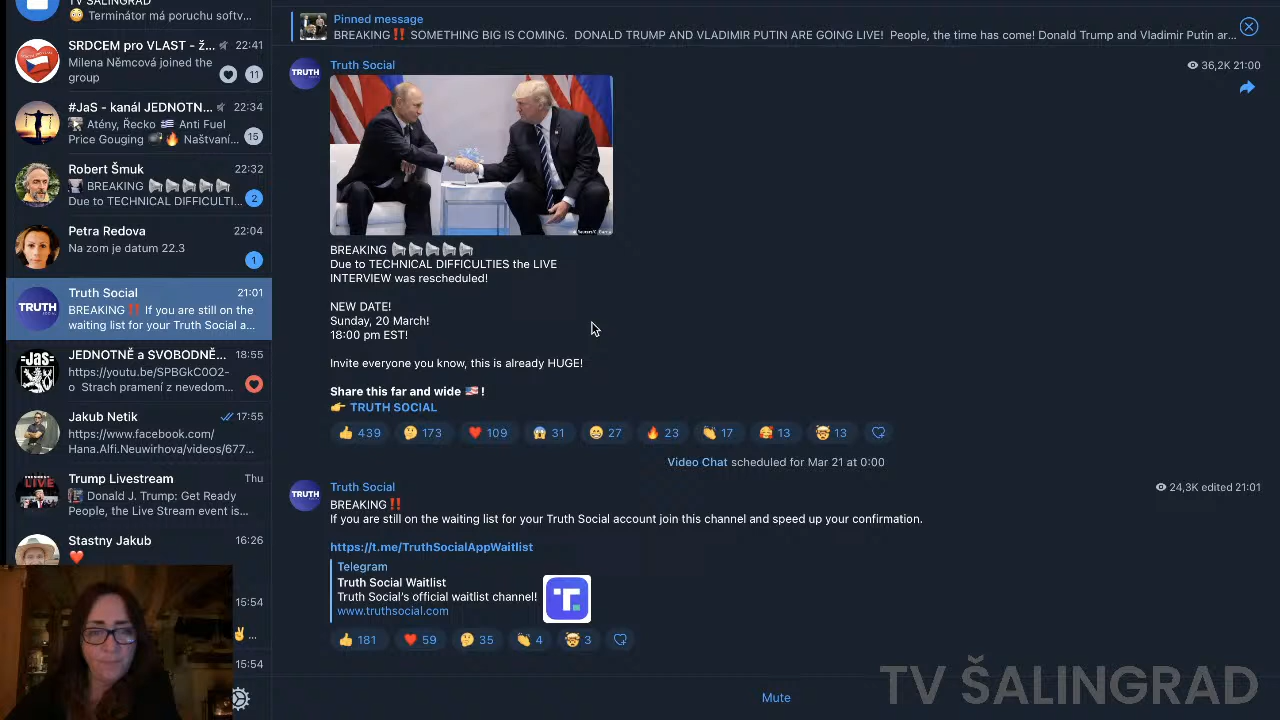 TV SALINGRAD
😳 Terminátor má poruchu softv...
SRDCEM pro VLAST - ž... 22:41
Milena Němcová joined the
group
11
#JaS - kanál JEDNOTN... 22:34
Atény, Řecko 🇬🇷 Anti Fuel
Price Gouging 🔥 Naštvaní...
15
Robert Šmuk 22:32
BREAKING 📢📢📢📢📢
Due to TECHNICAL DIFFICULTI...
2
Petra Redova 22:04
Na zom je datum 22.3
1
Truth Social 21:01
BREAKING‼️ If you are still on the
waiting list for your Truth Social a...
TRUTH
SOCIAL
JEDNOTNĚ a SVOBODNĚ... 18:55
https://youtu.be/SPBGkC0O2-
o Strach pramení z nevedom...
=JaS
Jakub Netik 17:55
https://www.facebook.com/
Hana.Alfi.Neuwirhova/videos/677...
Trump Livestream Thu
Donald J. Trump: Get Ready
People, the Live Stream event is...
LIVE
Stastny Jakub 16:26
❤️
15:54
✌️...
15:54
Pinned message
BREAKING‼️ SOMETHING BIG IS COMING. DONALD TRUMP AND VLADIMIR PUTIN ARE GOING LIVE! People, the time has come! Donald Trump and Vladimir Putin ar...
TRUTH
Truth Social 36,2K 21:00
BREAKING 📢📢📢📢📢
Due to TECHNICAL DIFFICULTIES the LIVE
INTERVIEW was rescheduled!
NEW DATE!
Sunday, 20 March!
18:00 pm EST!
Invite everyone you know, this is already HUGE!
Share this far and wide 🇺🇸 !
👉 TRUTH SOCIAL
👍 439 🤔 173 ❤️ 109 😱 31 😁 27 🔥 23 👏 17 🥰 13 🤯 13
Video Chat scheduled for Mar 21 at 0:00
TRUTH
Truth Social 24,3K edited 21:01
BREAKING‼️
If you are still on the waiting list for your Truth Social account join this channel and speed up your confirmation.
https://t.me/TruthSocialAppWaitlist
Telegram
Truth Social Waitlist
Truth Social's official waitlist channel!
www.truthsocial.com
T.
👍 181 ❤️ 59 🤔 35 👏 4 🤯 3
Mute
TV ŠALINGRAD